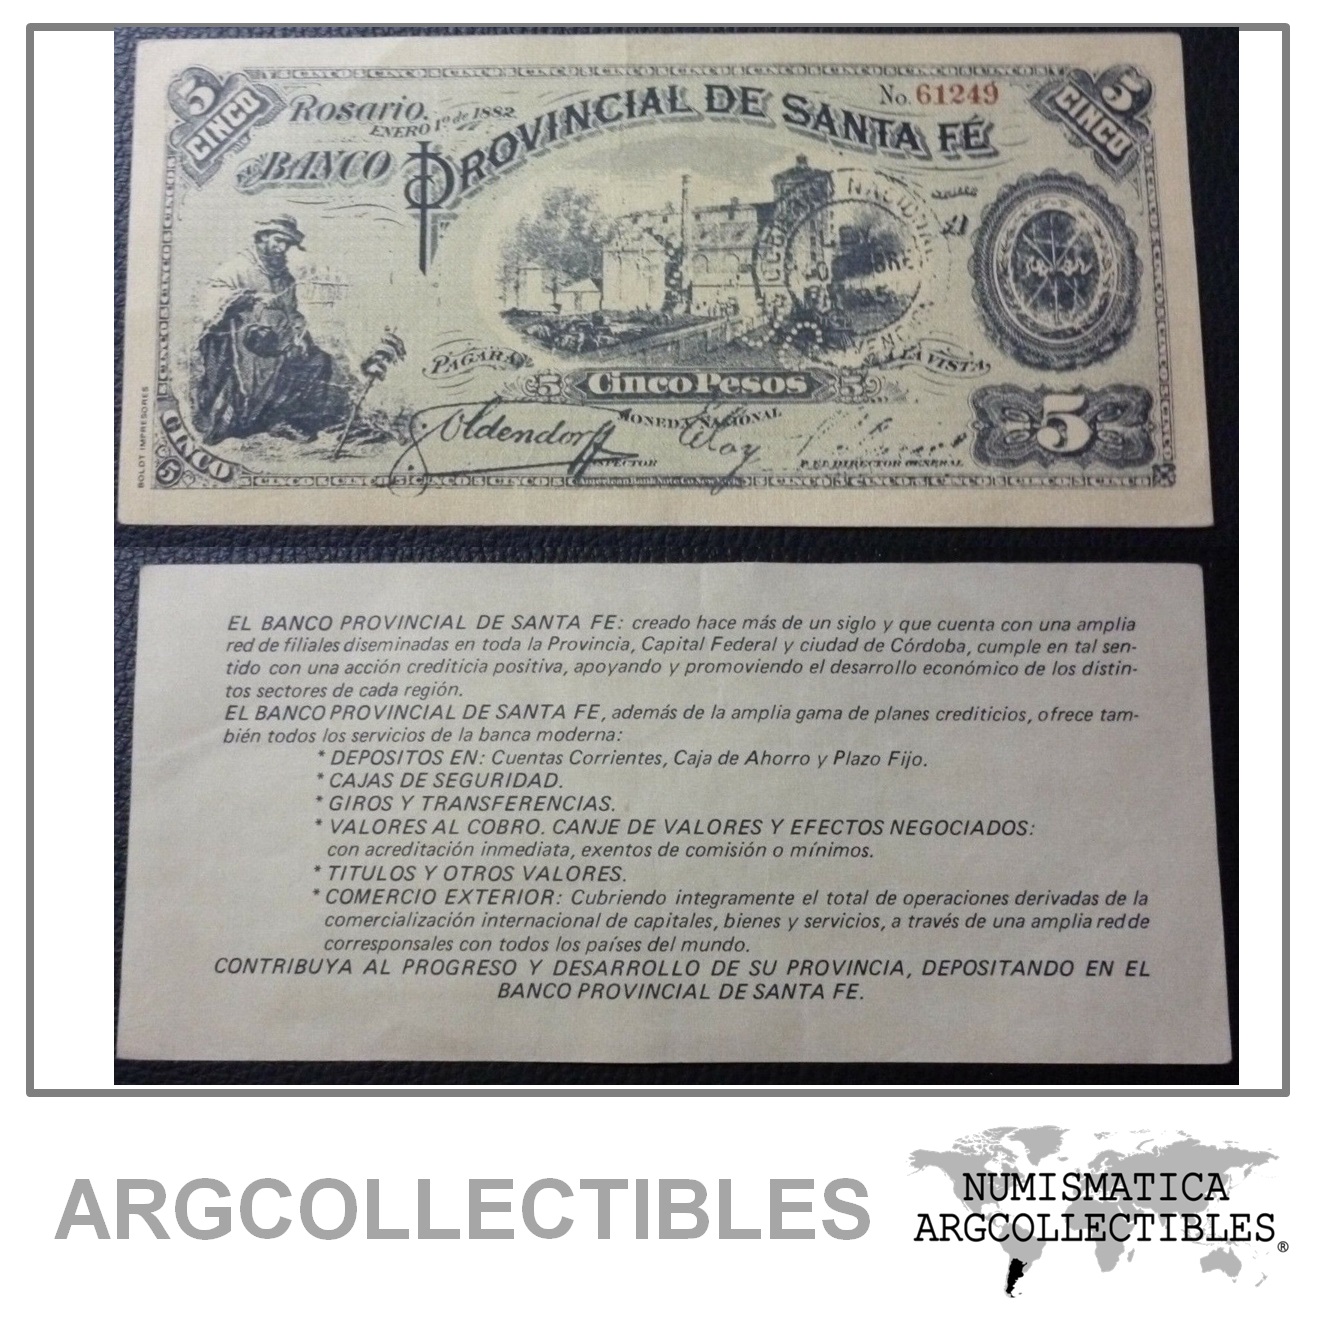 5 CINCO
Rosario.
ENERO 1º de 1882
No. 61249
5 CINCO
EL BANCO PROVINCIAL DE SANTA FÉ
NACIONAL
PAGARA A LA VISTA
5 CINCO PESOS 5
MONEDA NACIONAL
Oldendorff
INSPECTOR
P. EL DIRECTOR GENERAL
5
CINCO
5
BOLDT IMPRESORES
EL BANCO PROVINCIAL DE SANTA FE: creado hace más de un siglo y que cuenta con una amplia
red de filiales diseminadas en toda la Provincia, Capital Federal y ciudad de Córdoba, cumple en tal sen-
tido con una acción crediticia positiva, apoyando y promoviendo el desarrollo económico de los distin-
tos sectores de cada región.
EL BANCO PROVINCIAL DE SANTA FE, además de la amplia gama de planes crediticios, ofrece tam-
bién todos los servicios de la banca moderna:
* DEPOSITOS EN: Cuentas Corrientes, Caja de Ahorro y Plazo Fijo.
* CAJAS DE SEGURIDAD.
* GIROS Y TRANSFERENCIAS.
* VALORES AL COBRO. CANJE DE VALORES Y EFECTOS NEGOCIADOS:
con acreditación inmediata, exentos de comisión o mínimos.
* TITULOS Y OTROS VALORES.
* COMERCIO EXTERIOR: Cubriendo integramente el total de operaciones derivadas de la
comercialización internacional de capitales, bienes y servicios, a través de una amplia red de
corresponsales con todos los países del mundo.
CONTRIBUYA AL PROGRESO Y DESARROLLO DE SU PROVINCIA, DEPOSITANDO EN EL
BANCO PROVINCIAL DE SANTA FE.
ARGCOLLECTIBLES
NUMISMATICA
ARGCOLLECTIBLES®